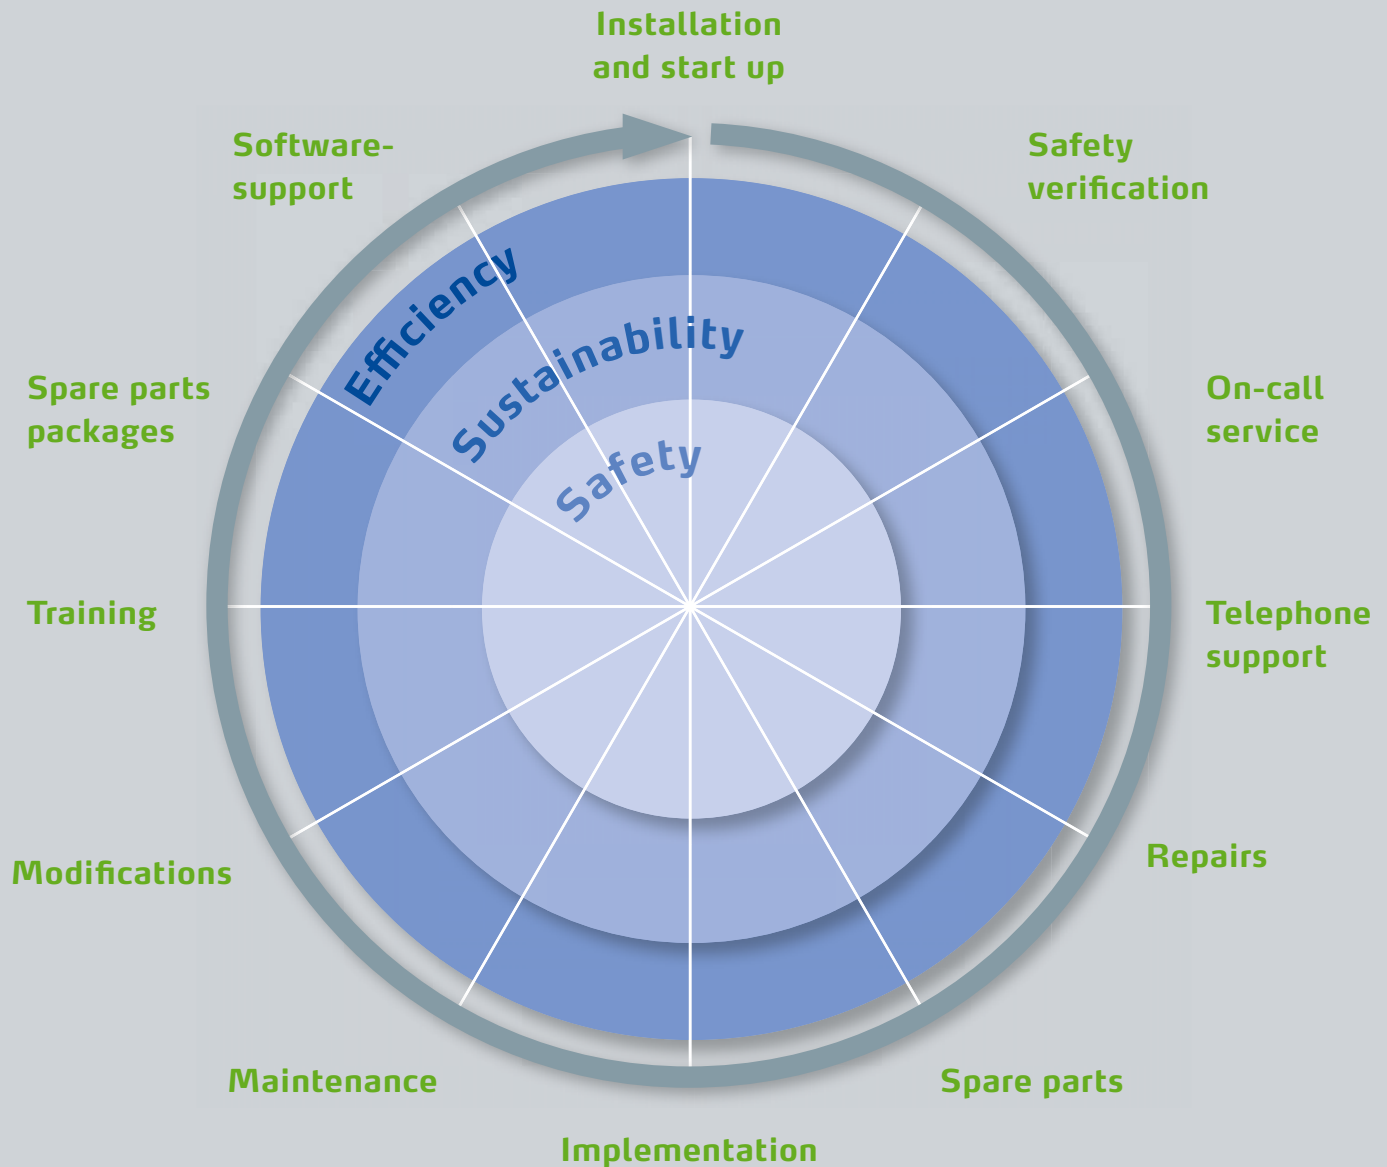 Installation
and start up
Software-
support
Safety
verification
Efficiency
Sustainability
Safety
Spare parts
packages
On-call
service
Training
Telephone
support
Modifications
Repairs
Maintenance
Spare parts
Implementation